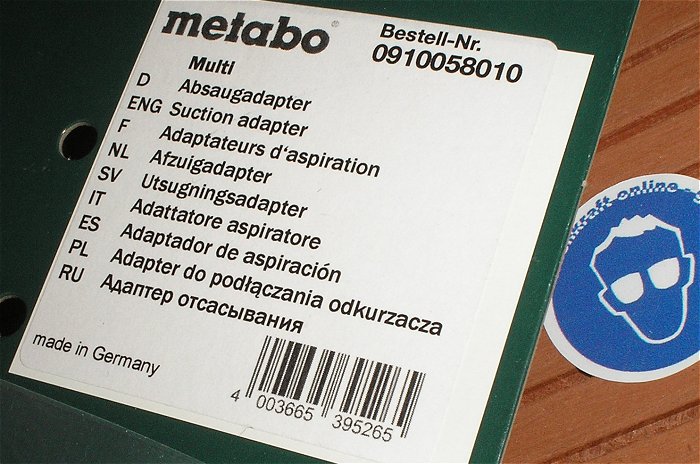 metabo
Bestell-Nr.
0910058010
Multi
D Absaugadapter
ENG Suction adapter
F Adaptateurs d'aspiration
NL Afzuigadapter
SV Utsugningsadapter
IT Adattatore aspiratore
ES Adaptador de aspiración
PL Adapter do podłączania odkurzacza
RU Адаптер отсасывания
made in Germany
4 003665 395265